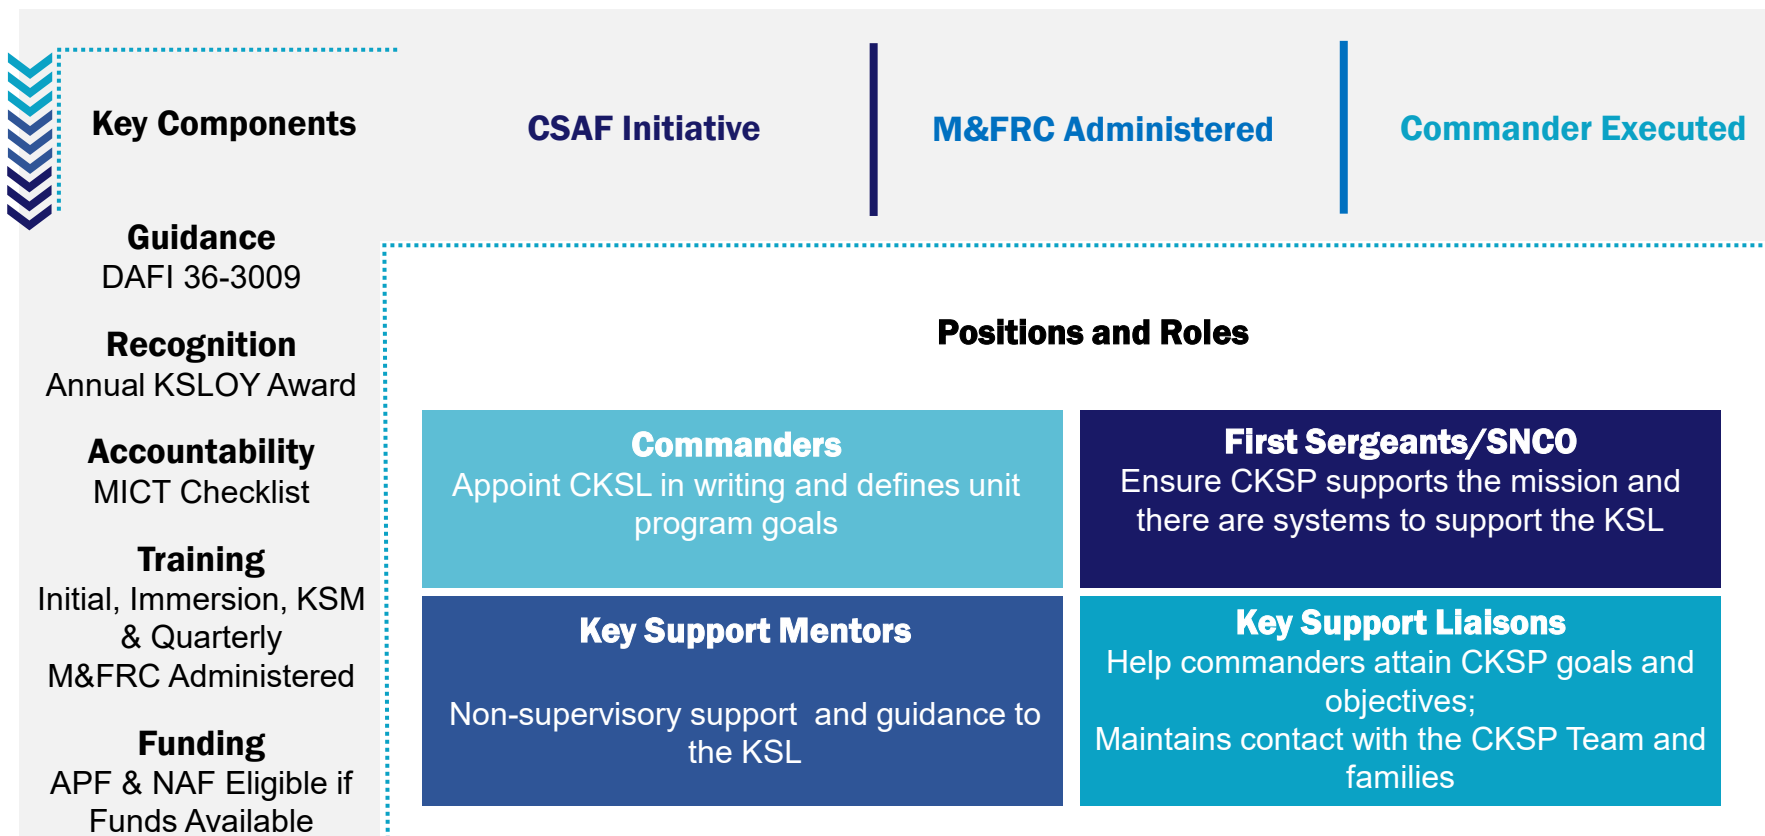 Key Components
CSAF Initiative
M&FRC Administered
Commander Executed
Guidance
DAFI 36-3009
Recognition
Annual KSLOY Award
Accountability
MICT Checklist
Training
Initial, Immersion, KSM
& Quarterly
M&FRC Administered
Funding
APF & NAF Eligible if
Funds Available
Positions and Roles
Commanders
Appoint CKSL in writing and defines unit
program goals
First Sergeants/SNCO
Ensure CKSP supports the mission and
there are systems to support the KSL
Key Support Mentors
Non-supervisory support  and guidance to
the KSL
Key Support Liaisons
Help commanders attain CKSP goals and
objectives;
Maintains contact with the CKSP Team and
families